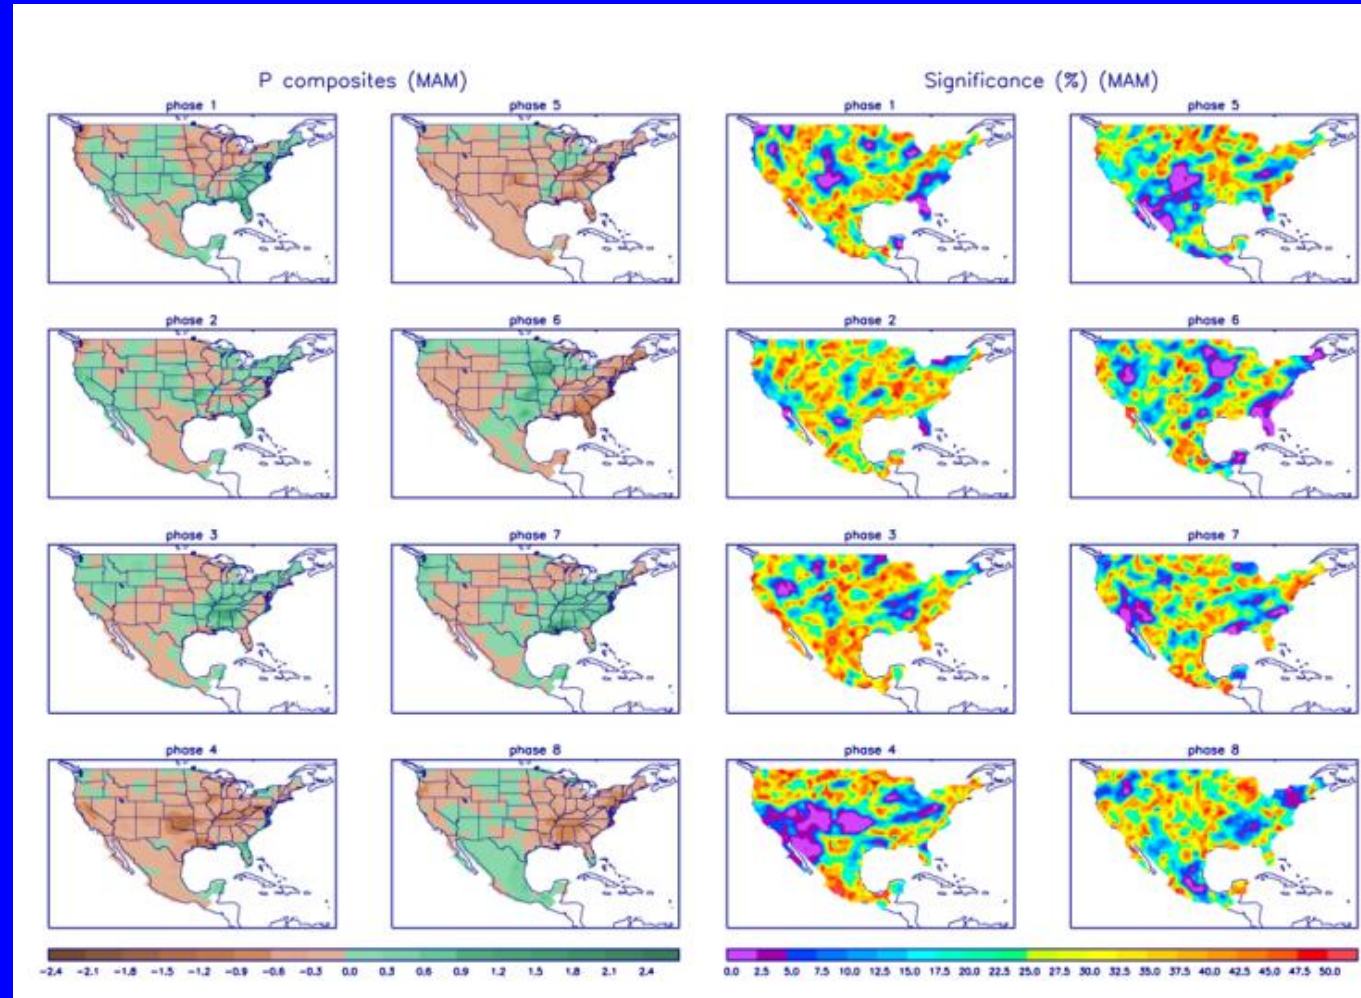 P composites (MAM)
Significance (%) (MAM)
phase 1
phase 5
phase 1
phase 5
phase 2
phase 6
phase 2
phase 6
phase 3
phase 7
phase 3
phase 7
phase 4
phase 8
phase 4
phase 8
-2.4 -2.1 -1.8 -1.5 -1.2 -0.9 -0.6 -0.3 0.0 0.3 0.6 0.9 1.2 1.5 1.8 2.1 2.4
0.0 2.5 5.0 7.5 10.0 12.5 15.0 17.5 20.0 22.5 25.0 27.5 30.0 32.5 35.0 37.5 40.0 42.5 45.0 47.5 50.0